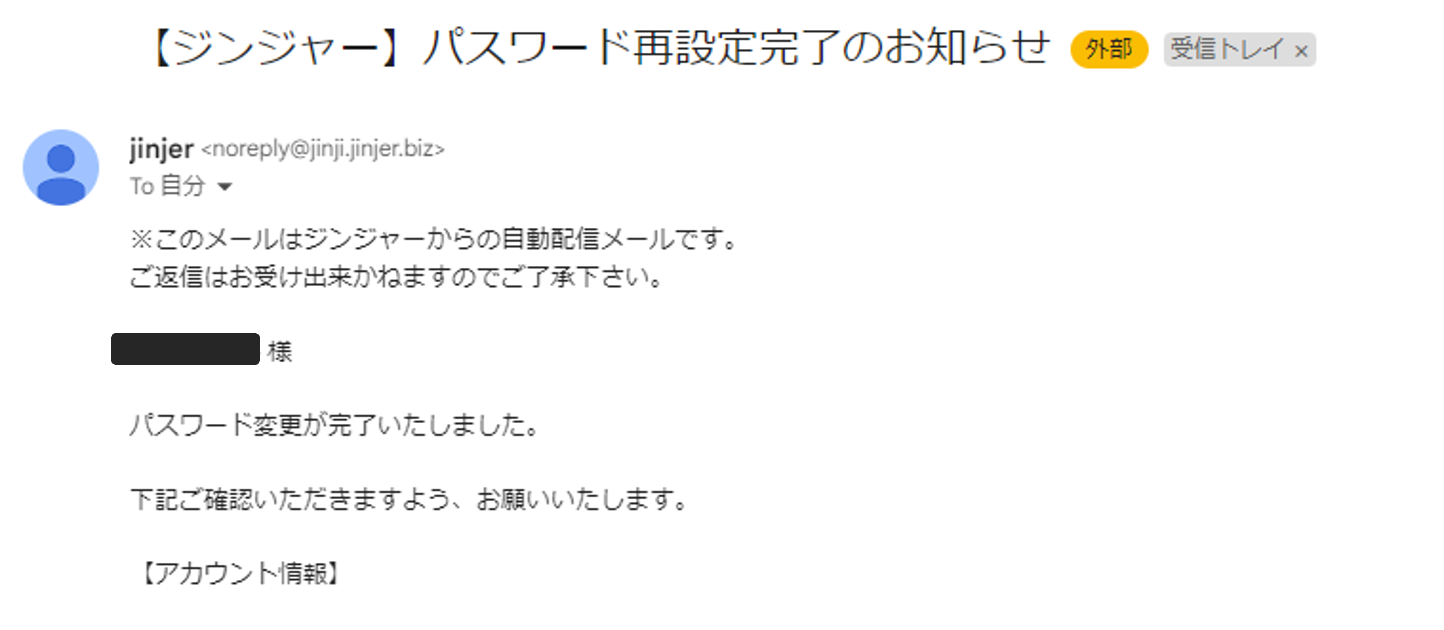 【ジンジャー】パスワード再設定完了のお知らせ 外部 受信トレイ ×
jinjer <noreply@jinji.jinjer.biz>
To 自分
※このメールはジンジャーからの自動配信メールです。
ご返信はお受け出来かねますのでご了承下さい。
様
パスワード変更が完了いたしました。
下記ご確認いただきますよう、お願いいたします。
【アカウント情報】